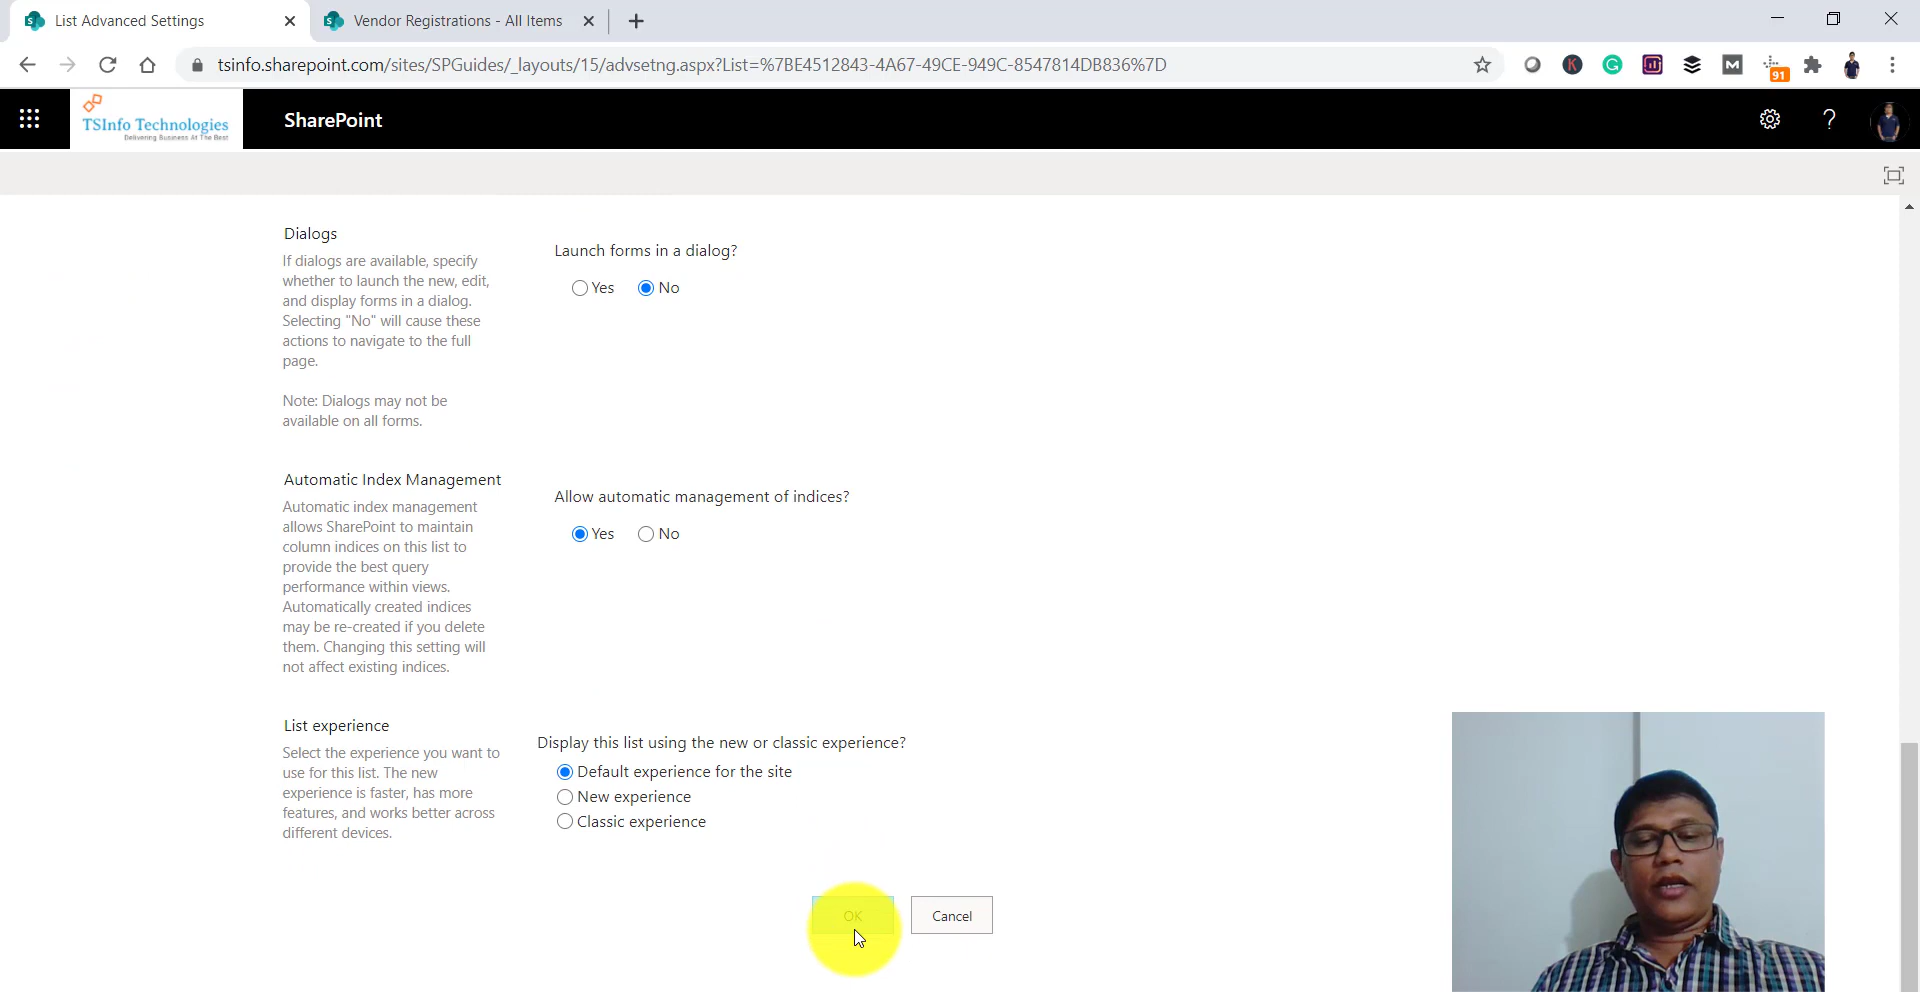 List Advanced Settings
Vendor Registrations - All Items
tsinfo.sharepoint.com/sites/SPGuides/_layouts/15/advsetng.aspx?List=%7BE4512843-4A67-49CE-949C-8547814DB836%7D
91
TSInfo Technologies
Delivering Business At The Best
SharePoint
?
Dialogs
If dialogs are available, specify
whether to launch the new, edit,
and display forms in a dialog.
Selecting "No" will cause these
actions to navigate to the full
page.
Note: Dialogs may not be
available on all forms.
Launch forms in a dialog?
Yes No
Automatic Index Management
Automatic index management
allows SharePoint to maintain
column indices on this list to
provide the best query
performance within views.
Automatically created indices
may be re-created if you delete
them. Changing this setting will
not affect existing indices.
Allow automatic management of indices?
Yes No
List experience
Select the experience you want to
use for this list. The new
experience is faster, has more
features, and works better across
different devices.
Display this list using the new or classic experience?
Default experience for the site
New experience
Classic experience
OK Cancel